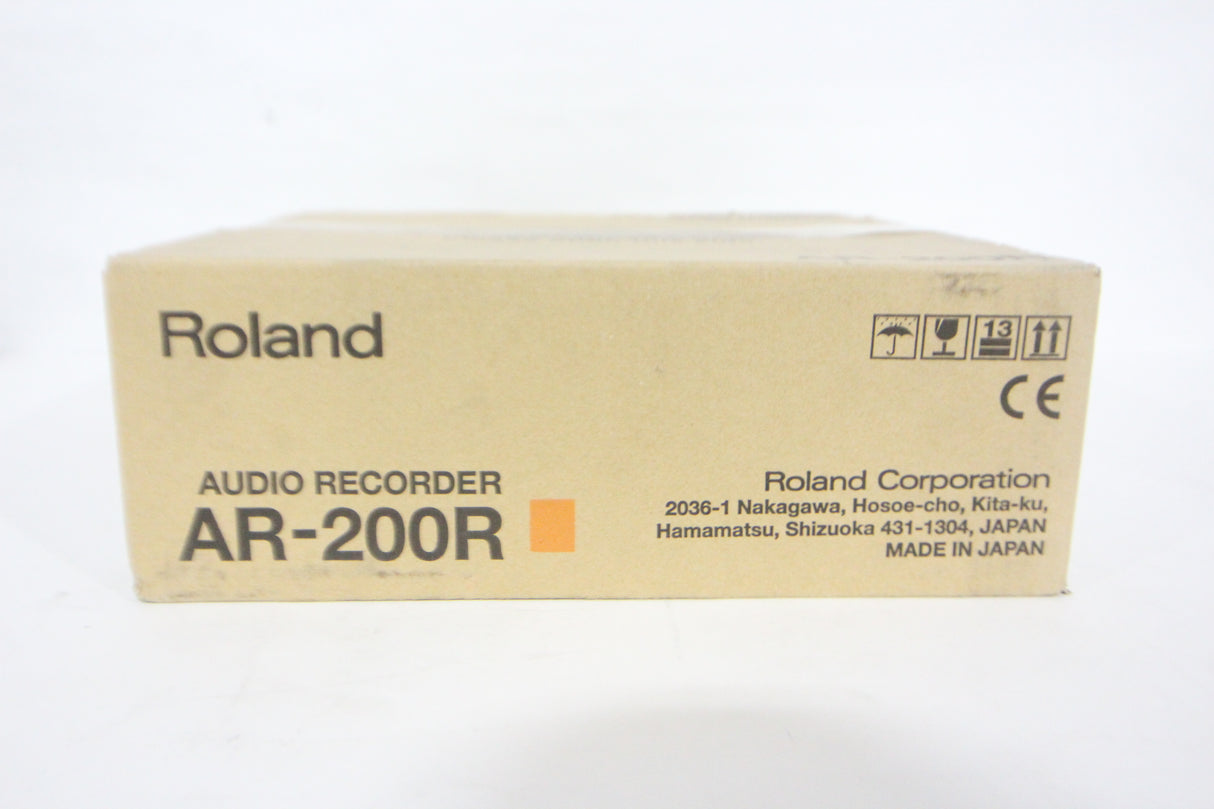 Roland
13
CE
AUDIO RECORDER
AR-200R
Roland Corporation
2036-1 Nakagawa, Hosoe-cho, Kita-ku,
Hamamatsu, Shizuoka 431-1304, JAPAN
MADE IN JAPAN